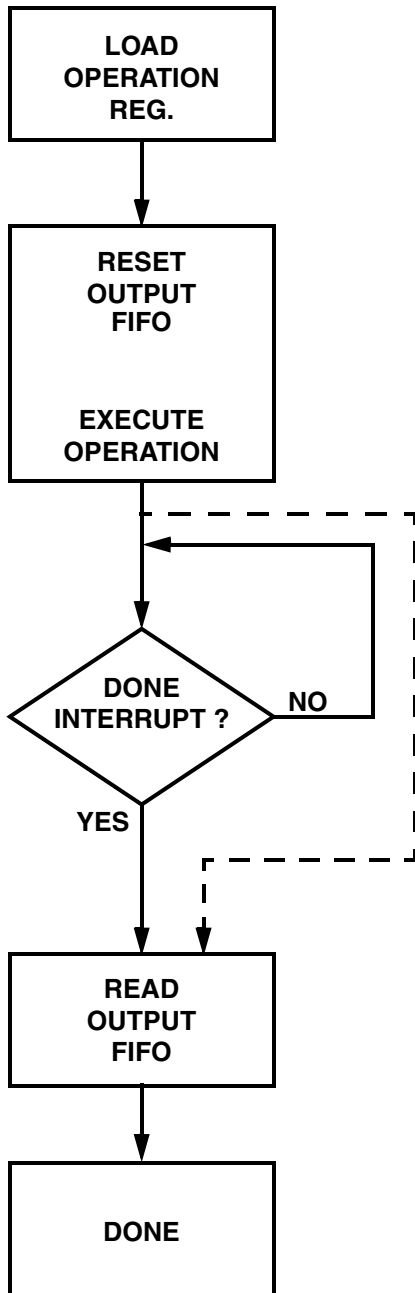 LOAD
OPERATION
REG.
RESET
OUTPUT
FIFO
EXECUTE
OPERATION
DONE
INTERRUPT ?
NO
YES
READ
OUTPUT
FIFO
DONE